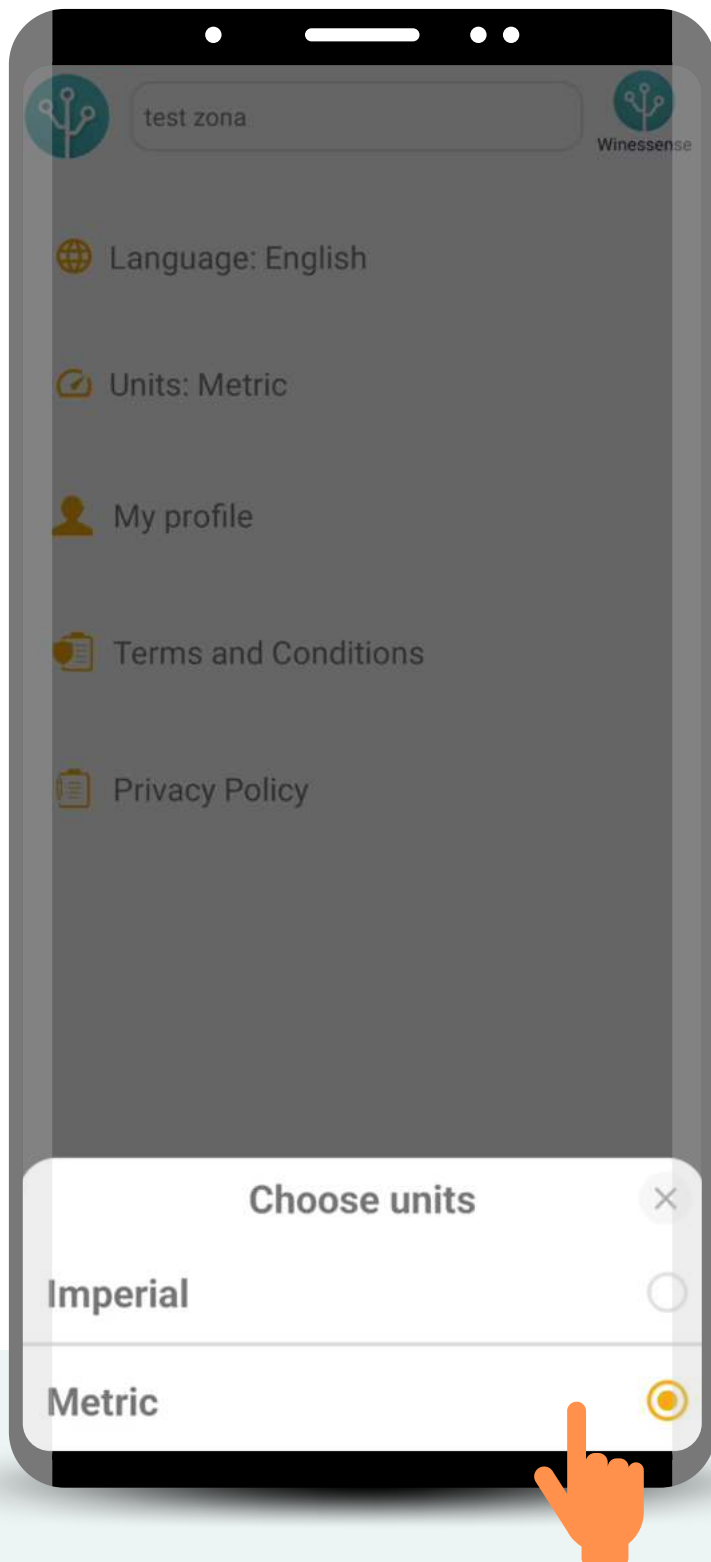 test zona
Winessense
Language: English
Units: Metric
My profile
Terms and Conditions
Privacy Policy
Choose units
Imperial
Metric